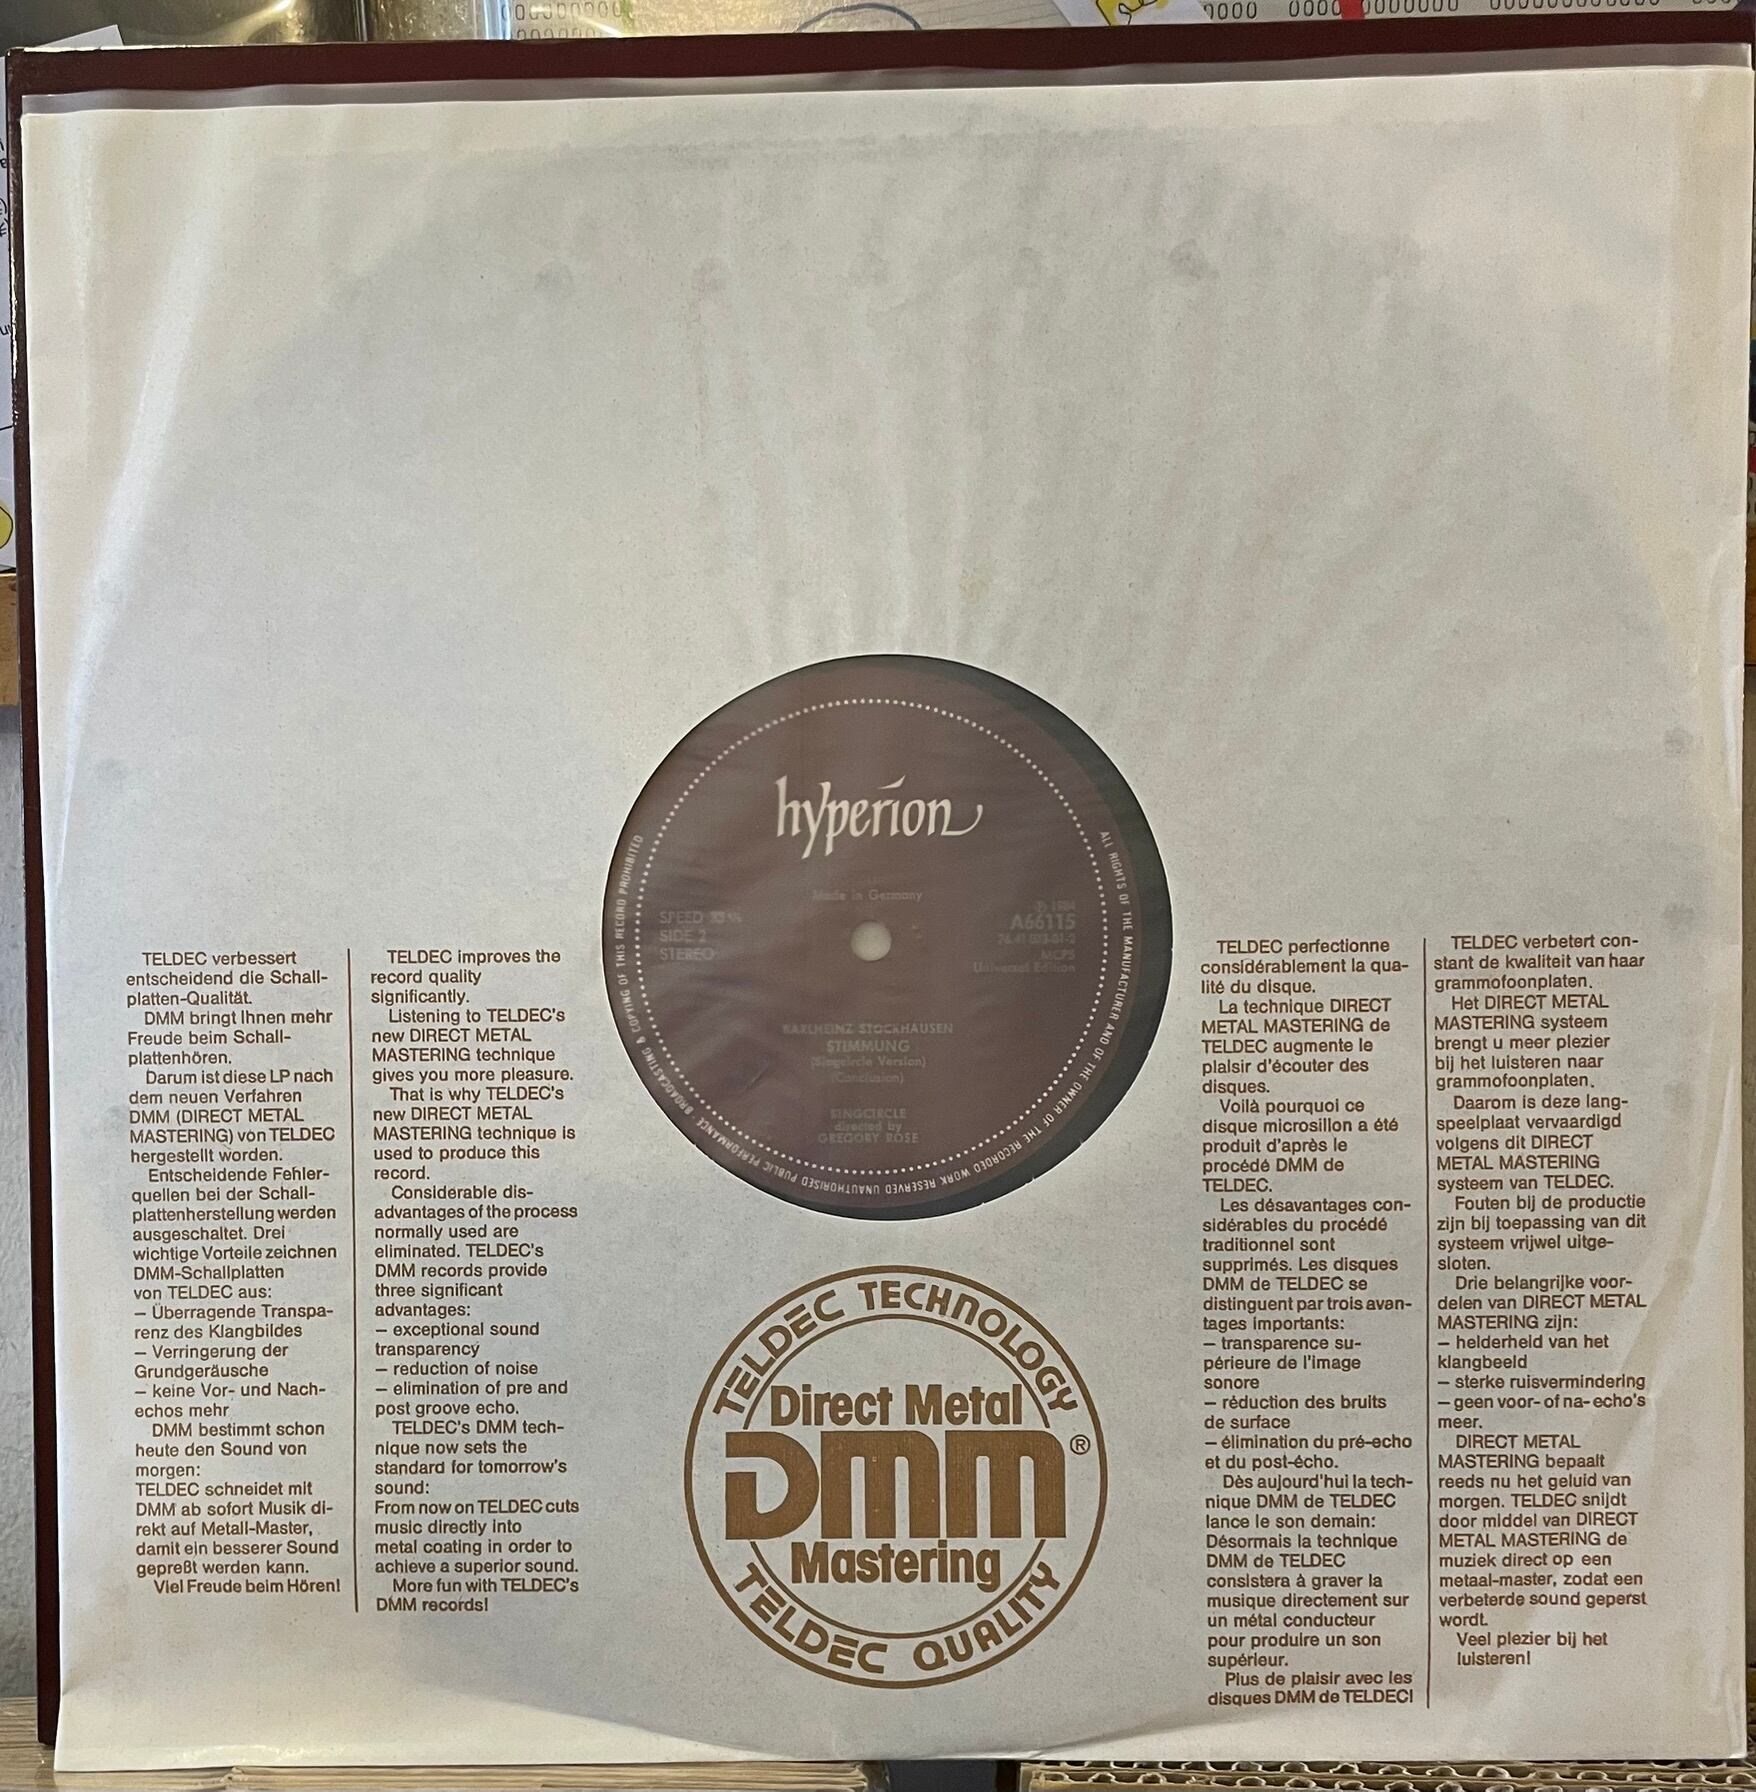 hyperion
Made in Germany
SPEED 33⅓
SIDE 2
STEREO
℗ 1984
A66115
MCPS
Universal Edition
KARLHEINZ STOCKHAUSEN
STIMMUNG
(Singcircle Version)
(Conclusion)
SINGCIRCLE
directed by
GREGORY ROSE
ALL RIGHTS OF THE MANUFACTURER AND OF THE OWNER OF THE RECORDED WORK RESERVED UNAUTHORISED PUBLIC PERFORMANCE BROADCASTING & COPYING OF THIS RECORD PROHIBITED
TELDEC verbessert
entscheidend die Schall-
platten-Qualität.
DMM bringt Ihnen mehr
Freude beim Schall-
plattenhören.
Darum ist diese LP nach
dem neuen Verfahren
DMM (DIRECT METAL
MASTERING) von TELDEC
hergestellt worden.
Entscheidende Fehler-
quellen bei der Schall-
plattenherstellung werden
ausgeschaltet. Drei
wichtige Vorteile zeichnen
DMM-Schallplatten
von TELDEC aus:
– Überragende Transpa-
renz des Klangbildes
– Verringerung der
Grundgeräusche
– keine Vor- und Nach-
echos mehr
DMM bestimmt schon
heute den Sound von
morgen:
TELDEC schneidet mit
DMM ab sofort Musik di-
rekt auf Metall-Master,
damit ein besserer Sound
gepreßt werden kann.
Viel Freude beim Hören!
TELDEC improves the
record quality
significantly.
Listening to TELDEC's
new DIRECT METAL
MASTERING technique
gives you more pleasure.
That is why TELDEC's
new DIRECT METAL
MASTERING technique is
used to produce this
record.
Considerable dis-
advantages of the process
normally used are
eliminated. TELDEC's
DMM records provide
three significant
advantages:
– exceptional sound
transparency
– reduction of noise
– elimination of pre and
post groove echo.
TELDEC's DMM tech-
nique now sets the
standard for tomorrow's
sound:
From now on TELDEC cuts
music directly into
metal coating in order to
achieve a superior sound.
More fun with TELDEC's
DMM records!
TELDEC TECHNOLOGY
Direct Metal
DMM®
Mastering
TELDEC QUALITY
TELDEC perfectionne
considérablement la qua-
lité du disque.
La technique DIRECT
METAL MASTERING de
TELDEC augmente le
plaisir d'écouter des
disques.
Voilà pourquoi ce
disque microsillon a été
produit d'après le
procédé DMM de
TELDEC.
Les désavantages con-
sidérables du procédé
traditionnel sont
supprimés. Les disques
DMM de TELDEC se
distinguent par trois avan-
tages importants:
– transparence su-
périeure de l'image
sonore
– réduction des bruits
de surface
– élimination du pré-echo
et du post-écho.
Dès aujourd'hui la tech-
nique DMM de TELDEC
lance le son demain:
Désormais la technique
DMM de TELDEC
consistera à graver la
musique directement sur
un métal conducteur
pour produire un son
supérieur.
Plus de plaisir avec les
disques DMM de TELDEC!
TELDEC verbetert con-
stant de kwaliteit van haar
grammofoonplaten.
Het DIRECT METAL
MASTERING systeem
brengt u meer plezier
bij het luisteren naar
grammofoonplaten.
Daarom is deze lang-
speelplaat vervaardigd
volgens dit DIRECT
METAL MASTERING
systeem van TELDEC.
Fouten bij de productie
zijn bij toepassing van dit
systeem vrijwel uitge-
sloten.
Drie belangrijke voor-
delen van DIRECT METAL
MASTERING zijn:
– helderheid van het
klangbeeld
– sterke ruisvermindering
– geen voor- of na- echo's
meer.
DIRECT METAL
MASTERING bepaalt
reeds nu het geluid van
morgen. TELDEC snijdt
door middel van DIRECT
METAL MASTERING de
muziek direct op een
metaal-master, zodat een
verbeterde sound geperst
wordt.
Veel plezier bij het
luisteren!